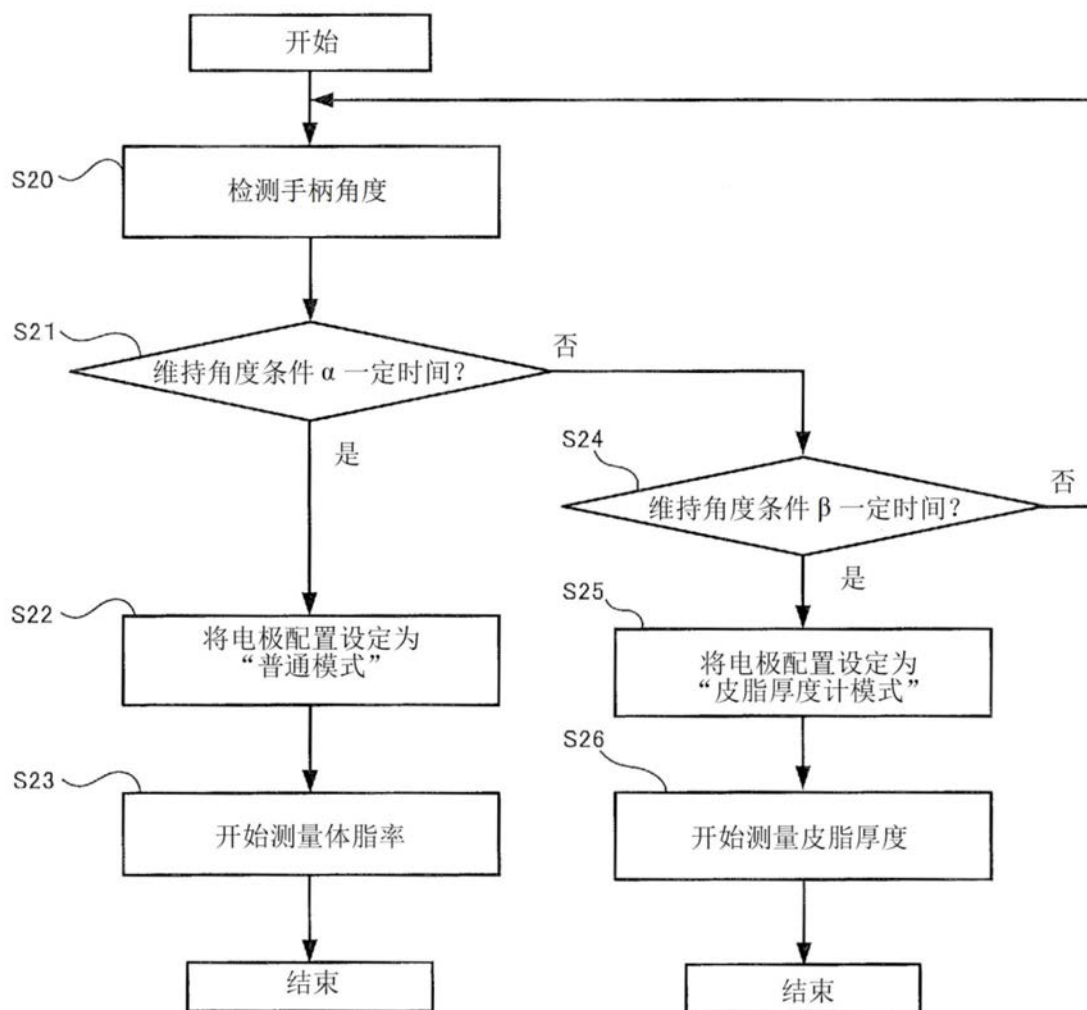 开始
S20
检测手柄角度
S21
维持角度条件 α 一定时间?
否
是
S24
维持角度条件 β 一定时间?
否
是
S22
将电极配置设定为
“普通模式”
S25
将电极配置设定为
“皮脂厚度计模式”
S23
开始测量体脂率
S26
开始测量皮脂厚度
结束
结束